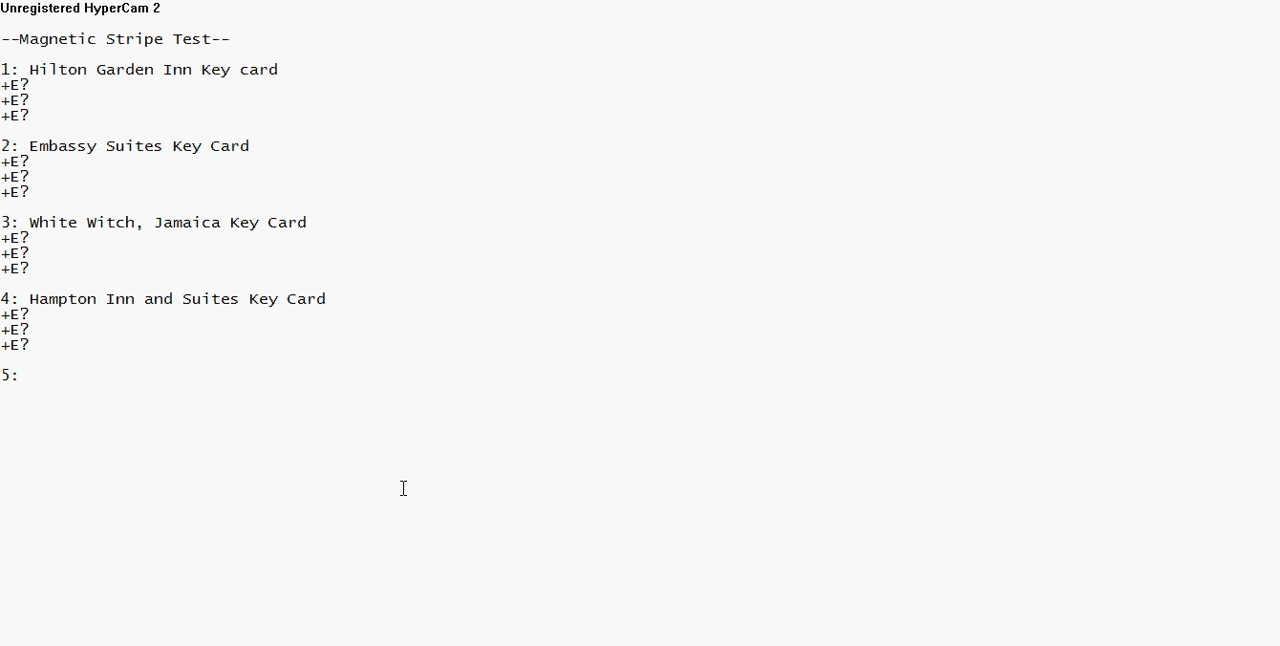 Unregistered HyperCam 2
--Magnetic Stripe Test--
1: Hilton Garden Inn Key card
+E?
+E?
+E?
2: Embassy Suites Key Card
+E?
+E?
+E?
3: White Witch, Jamaica Key Card
+E?
+E?
+E?
4: Hampton Inn and Suites Key Card
+E?
+E?
+E?
5: